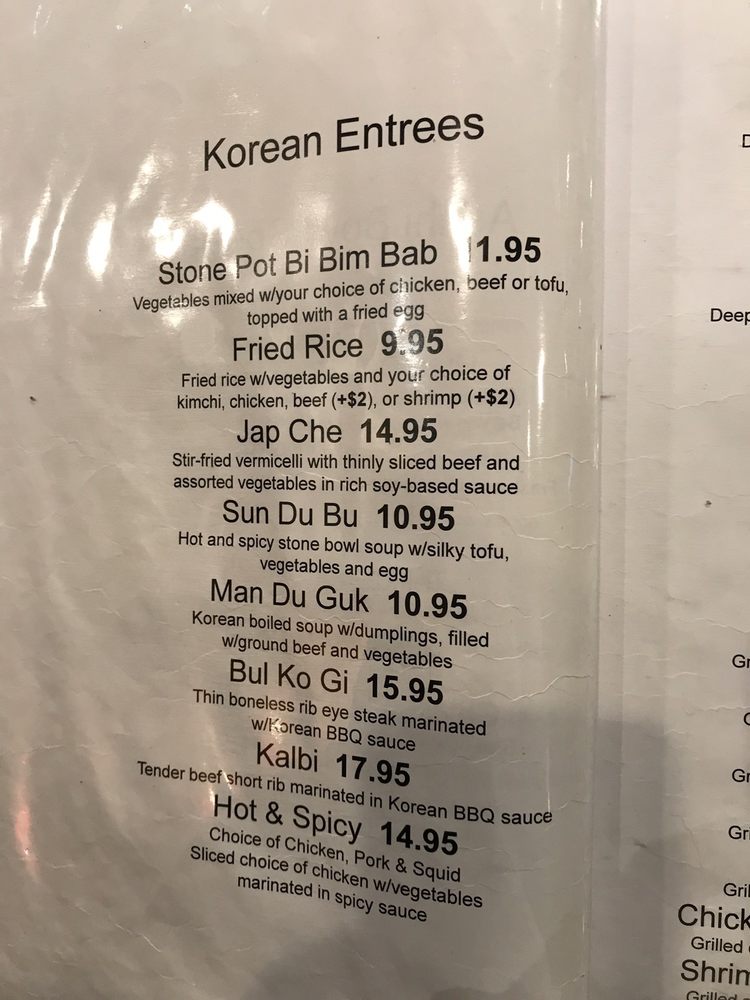 Korean Entrees
Stone Pot Bi Bim Bab 11.95
Vegetables mixed w/your choice of chicken, beef or tofu,
topped with a fried egg
Fried Rice 9.95
Fried rice w/vegetables and your choice of
kimchi, chicken, beef (+$2), or shrimp (+$2)
Jap Che 14.95
Stir-fried vermicelli with thinly sliced beef and
assorted vegetables in rich soy-based sauce
Sun Du Bu 10.95
Hot and spicy stone bowl soup w/silky tofu,
vegetables and egg
Man Du Guk 10.95
Korean boiled soup w/dumplings, filled
w/ground beef and vegetables
Bul Ko Gi 15.95
Thin boneless rib eye steak marinated
w/Korean BBQ sauce
Kalbi 17.95
Tender beef short rib marinated in Korean BBQ sauce
Hot & Spicy 14.95
Choice of Chicken, Pork & Squid
Sliced choice of chicken w/vegetables
marinated in spicy sauce
Deep
Grilled